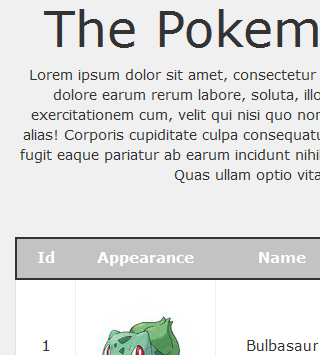 The Pokem
Lorem ipsum dolor sit amet, consectetur
dolore earum rerum labore, soluta, illo
exercitationem cum, velit qui nisi quo non
alias! Corporis cupiditate culpa consequatu
fugit eaque pariatur ab earum incidunt nihi
Quas ullam optio vita
Id Appearance Name
1 Bulbasaur